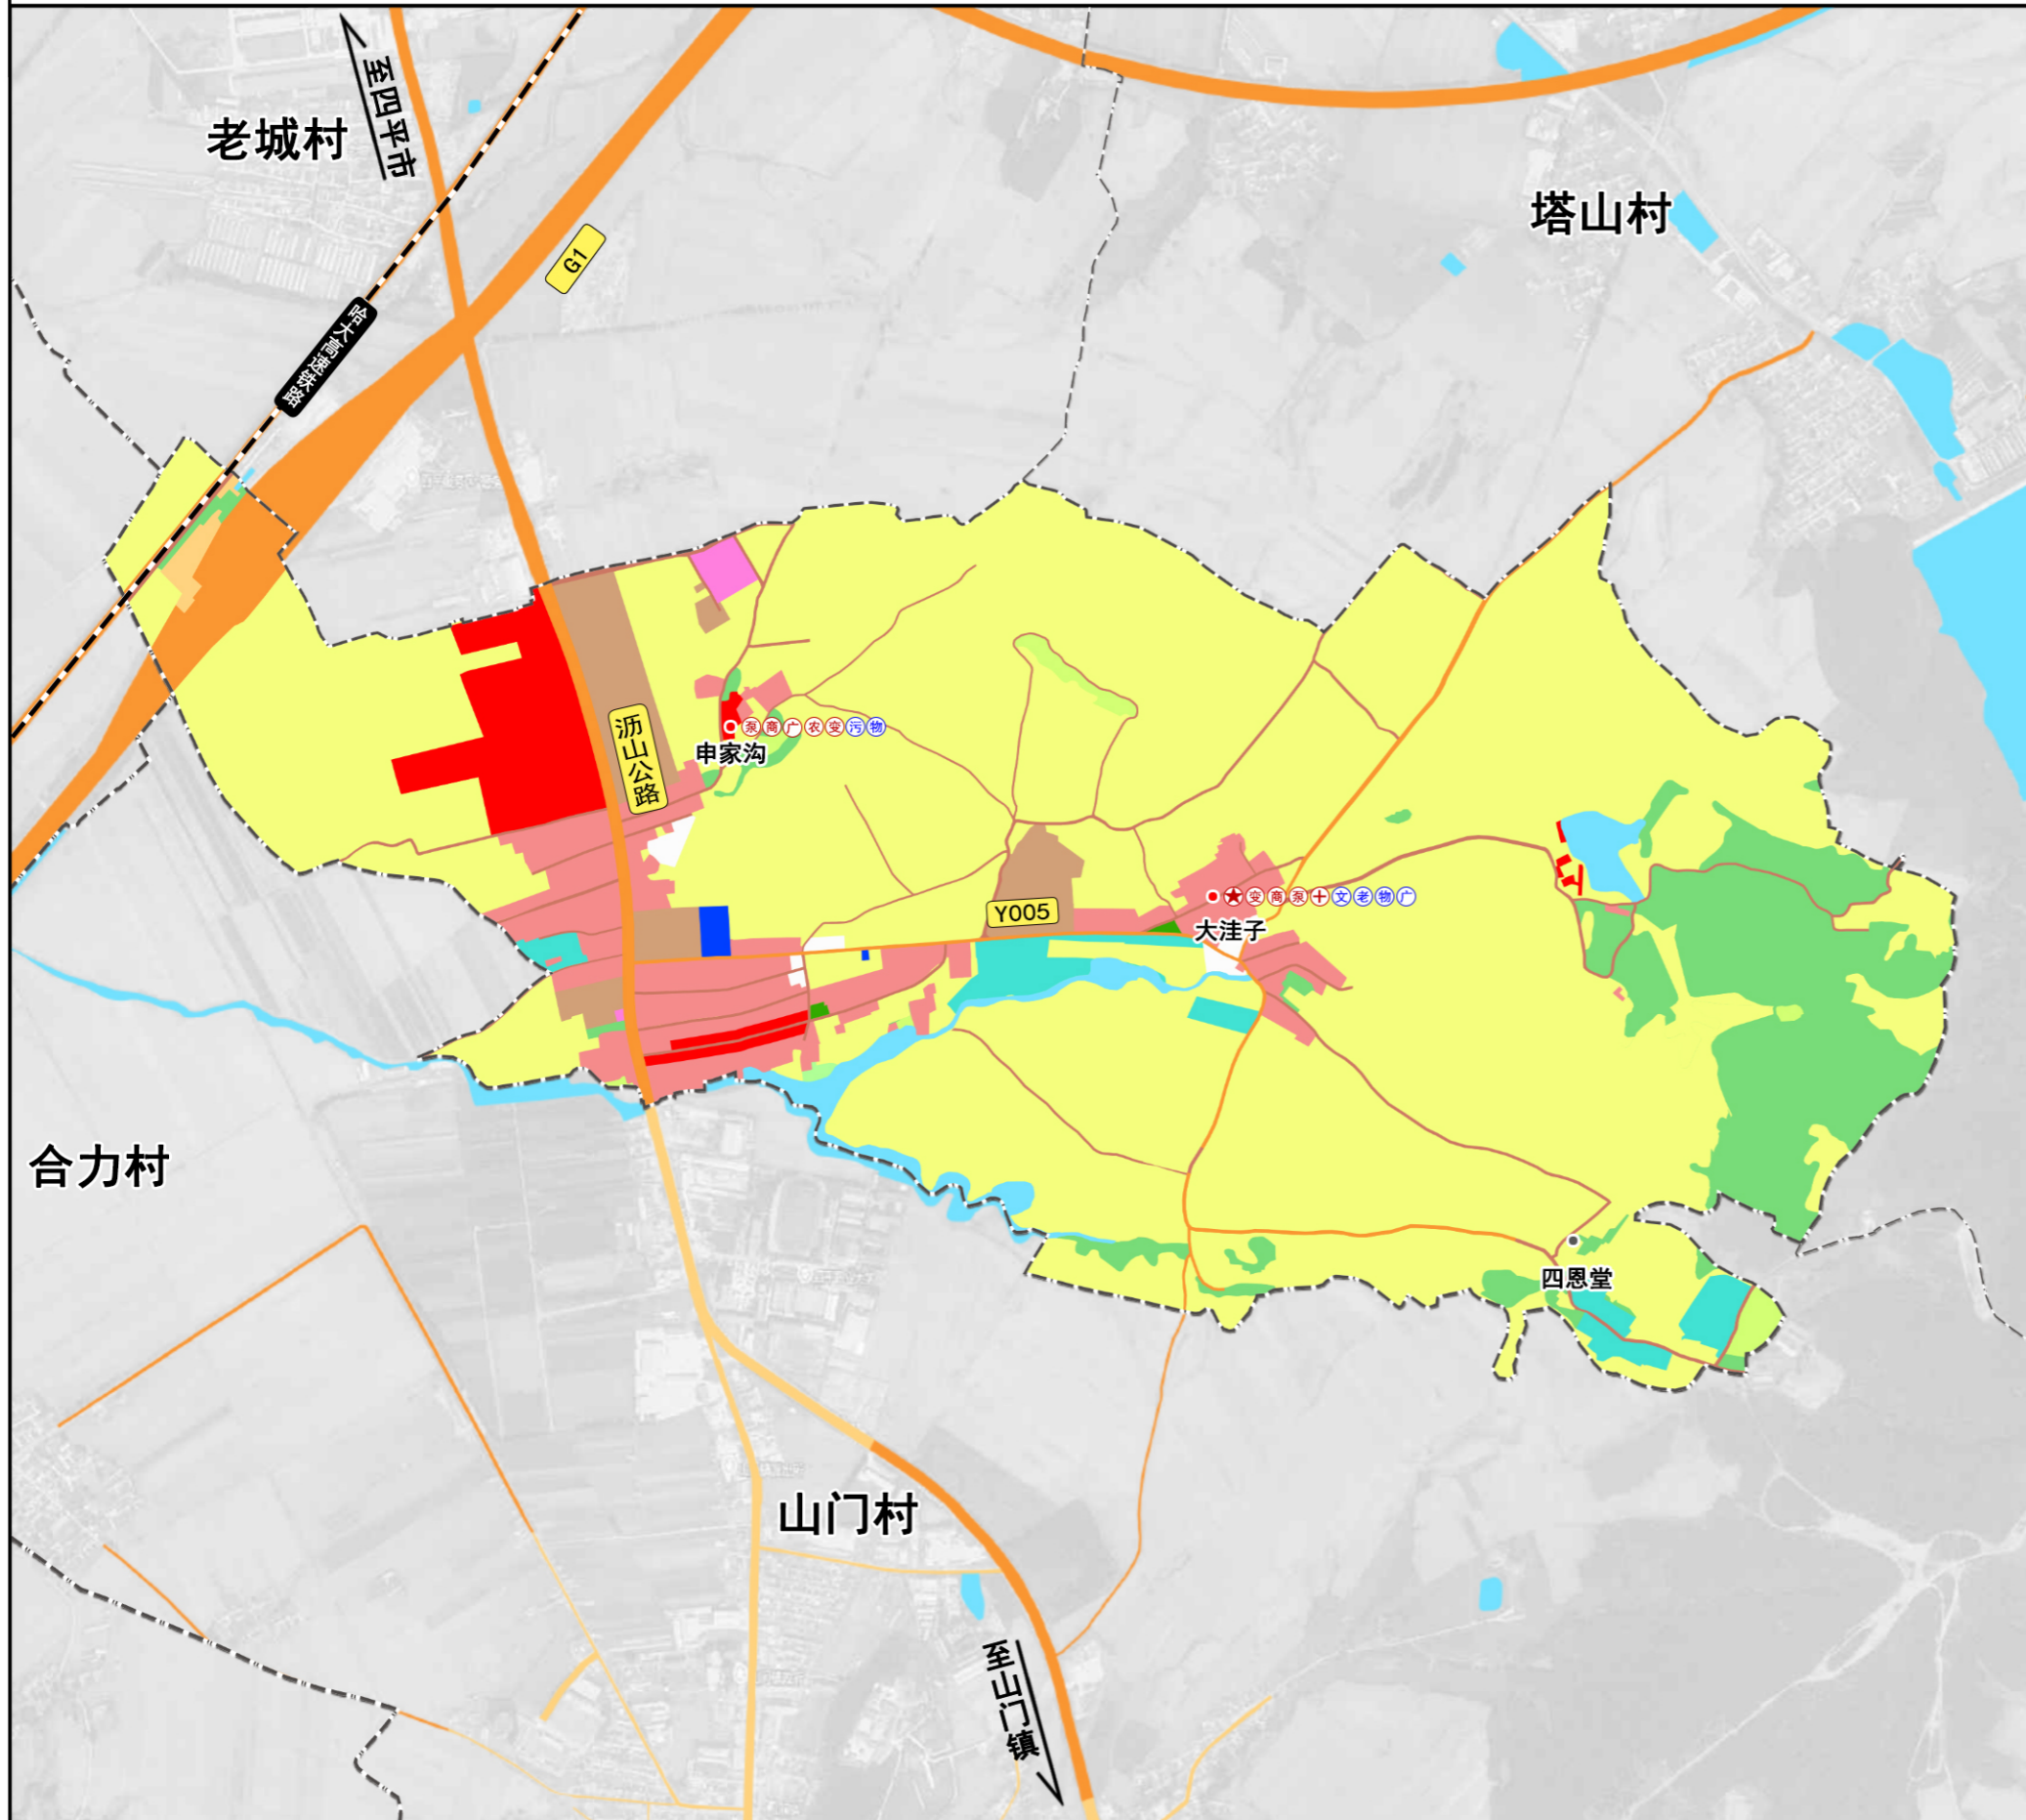 至四平市
老城村
塔山村
G1
哈大高速铁路
沥山公路
泵商广农变污物
申家沟
变商泵 文老物广
Y005
大洼子
合力村
四恩堂
山门村
至山门镇